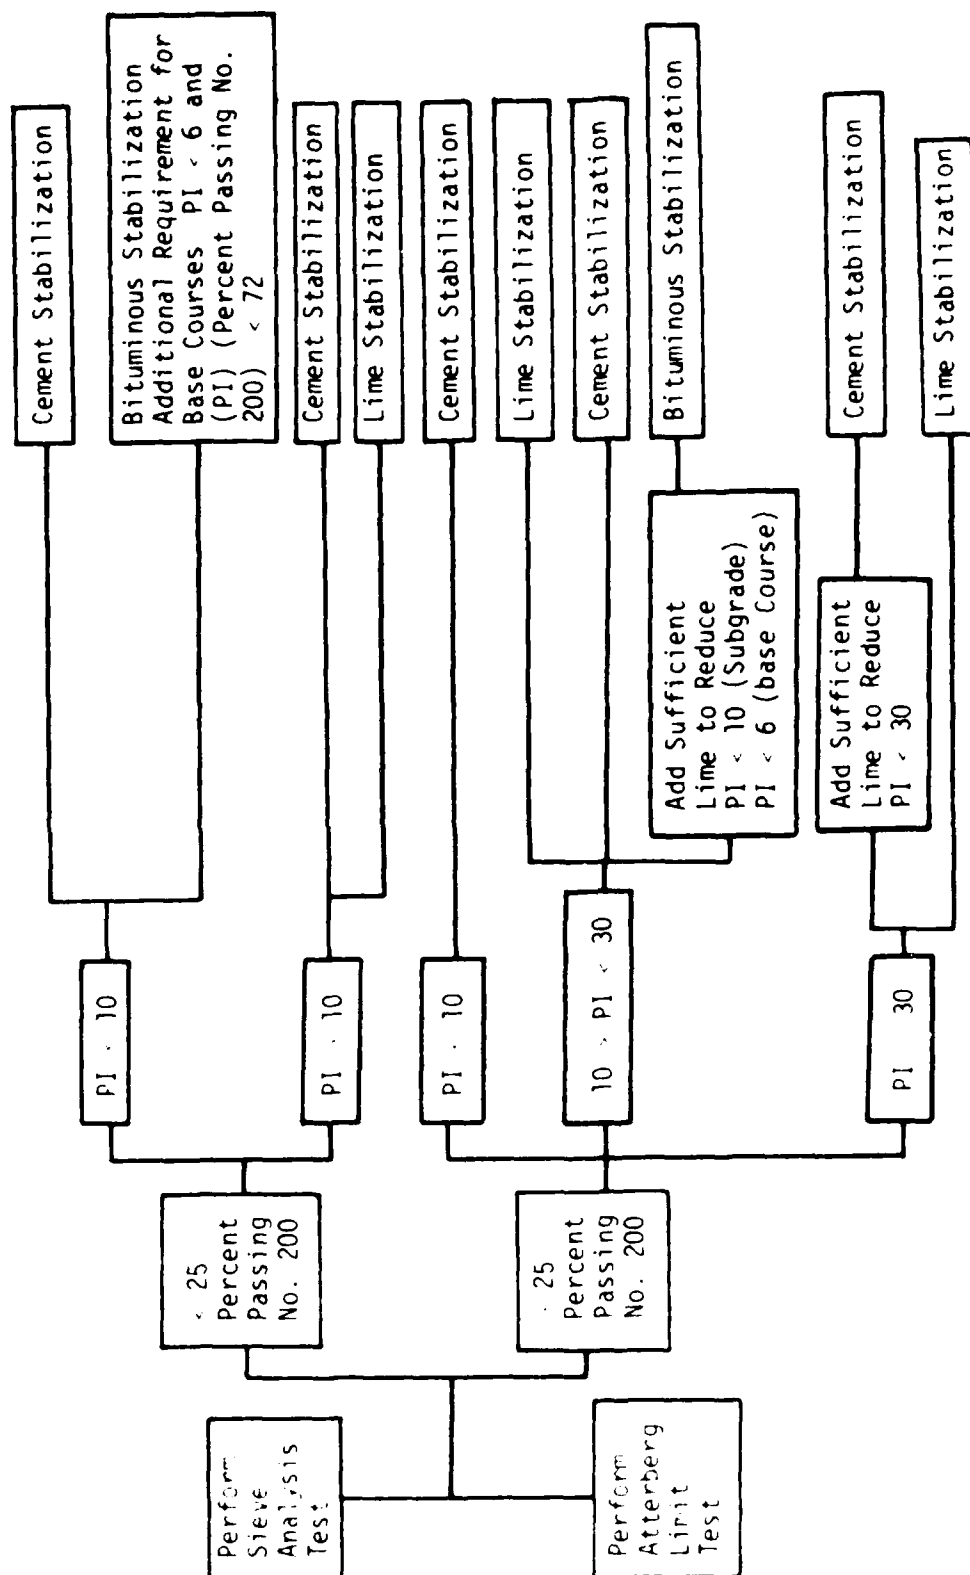 Perform
Sieve
Analysis
Test
Perform
Atterberg
Limit
Test
< 25
Percent
Passing
No. 200
25
Percent
Passing
No. 200
PI < 10
PI 10
PI < 10
10 > PI < 30
PI 30
Add Sufficient
Lime to Reduce
PI < 10 (Subgrade)
PI < 6 (base Course)
Add Sufficient
Lime to Reduce
PI < 30
Cement Stabilization
Bituminous Stabilization
Additional Requirement for
Base Courses PI < 6 and
(PI) (Percent Passing No.
200) < 72
Cement Stabilization
Lime Stabilization
Cement Stabilization
Lime Stabilization
Cement Stabilization
Bituminous Stabilization
Cement Stabilization
Lime Stabilization